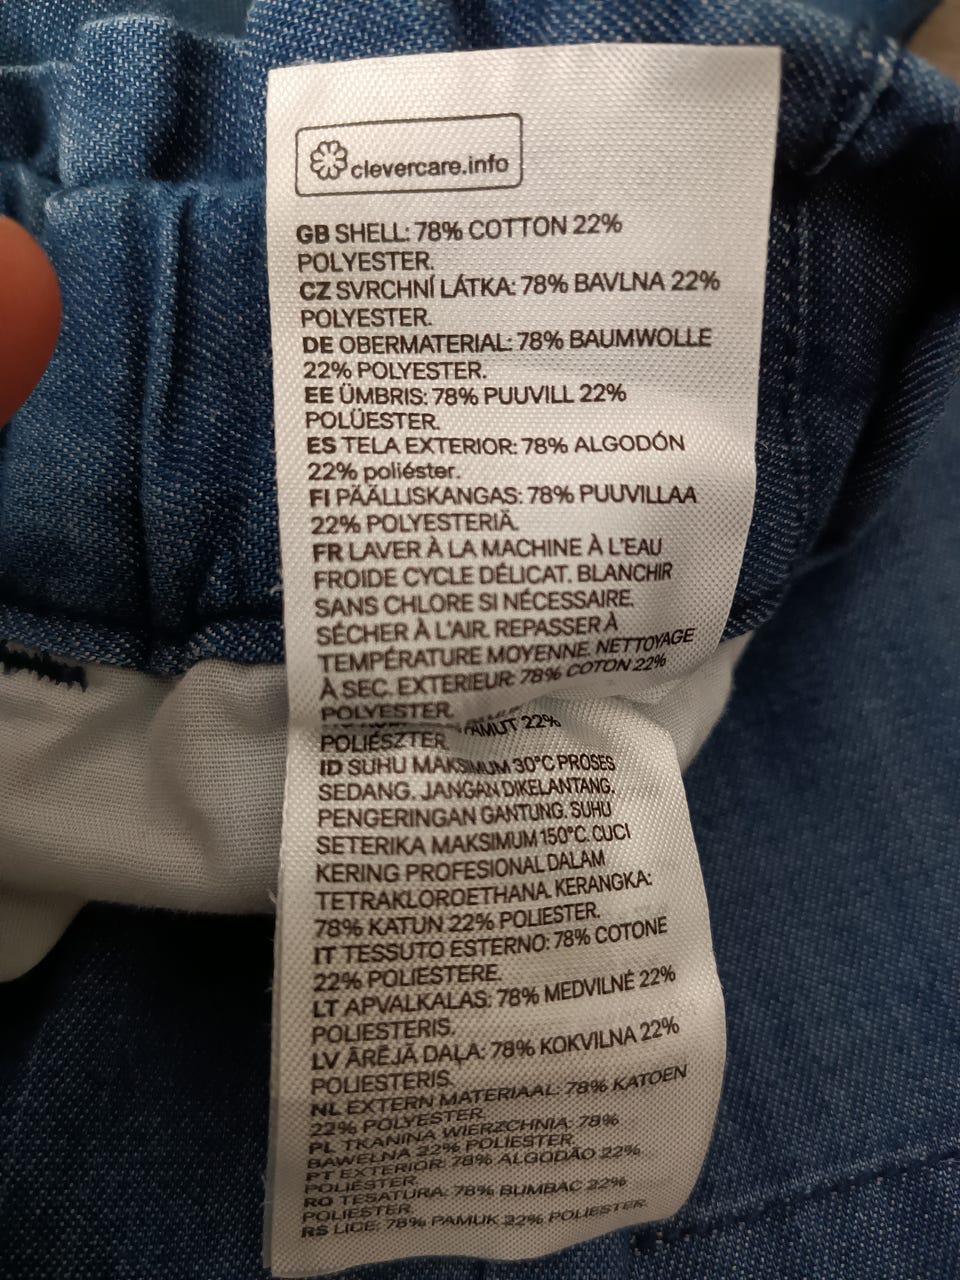 clevercare.info
GB SHELL: 78% COTTON 22%
POLYESTER.
CZ SVRCHNÍ LÁTKA: 78% BAVLNA 22%
POLYESTER.
DE OBERMATERIAL: 78% BAUMWOLLE
22% POLYESTER.
EE ÜMBRIS: 78% PUUVILL 22%
POLÜESTER.
ES TELA EXTERIOR: 78% ALGODÓN
22% poliéster.
FI PÄÄLLISKANGAS: 78% PUUVILLAA
22% POLYESTERIÄ.
FR LAVER À LA MACHINE À L'EAU
FROIDE CYCLE DÉLICAT. BLANCHIR
SANS CHLORE SI NÉCESSAIRE.
SÉCHER À L'AIR. REPASSER À
TEMPÉRATURE MOYENNE. NETTOYAGE
À SEC. EXTERIEUR: 78% COTON 22%
POLYESTER.
PAMUT 22%
POLIÉSZTER.
ID SUHU MAKSIMUM 30°C PROSES
SEDANG. JANGAN DIKELANTANG.
PENGERINGAN GANTUNG. SUHU
SETERIKA MAKSIMUM 150°C. CUCI
KERING PROFESIONAL DALAM
TETRAKLOROETHANA. KERANGKA:
78% KATUN 22% POLIESTER.
IT TESSUTO ESTERNO: 78% COTONE
22% POLIESTERE.
LT APVALKALAS: 78% MEDVILNĖ 22%
POLIESTERIS.
LV ĀRĒJĀ DAĻA: 78% KOKVILNA 22%
POLIESTERIS.
NL EXTERN MATERIAAL: 78% KATOEN
22% POLYESTER.
PL TKANINA WIERZCHNIA: 78%
BAWEŁNA 22% POLIESTER.
PT EXTERIOR: 78% ALGODÃO 22%
POLIÉSTER.
RO TESATURA: 78% BUMBAC 22%
POLIESTER.
RS LICE: 78% PAMUK 22% POLIESTER.